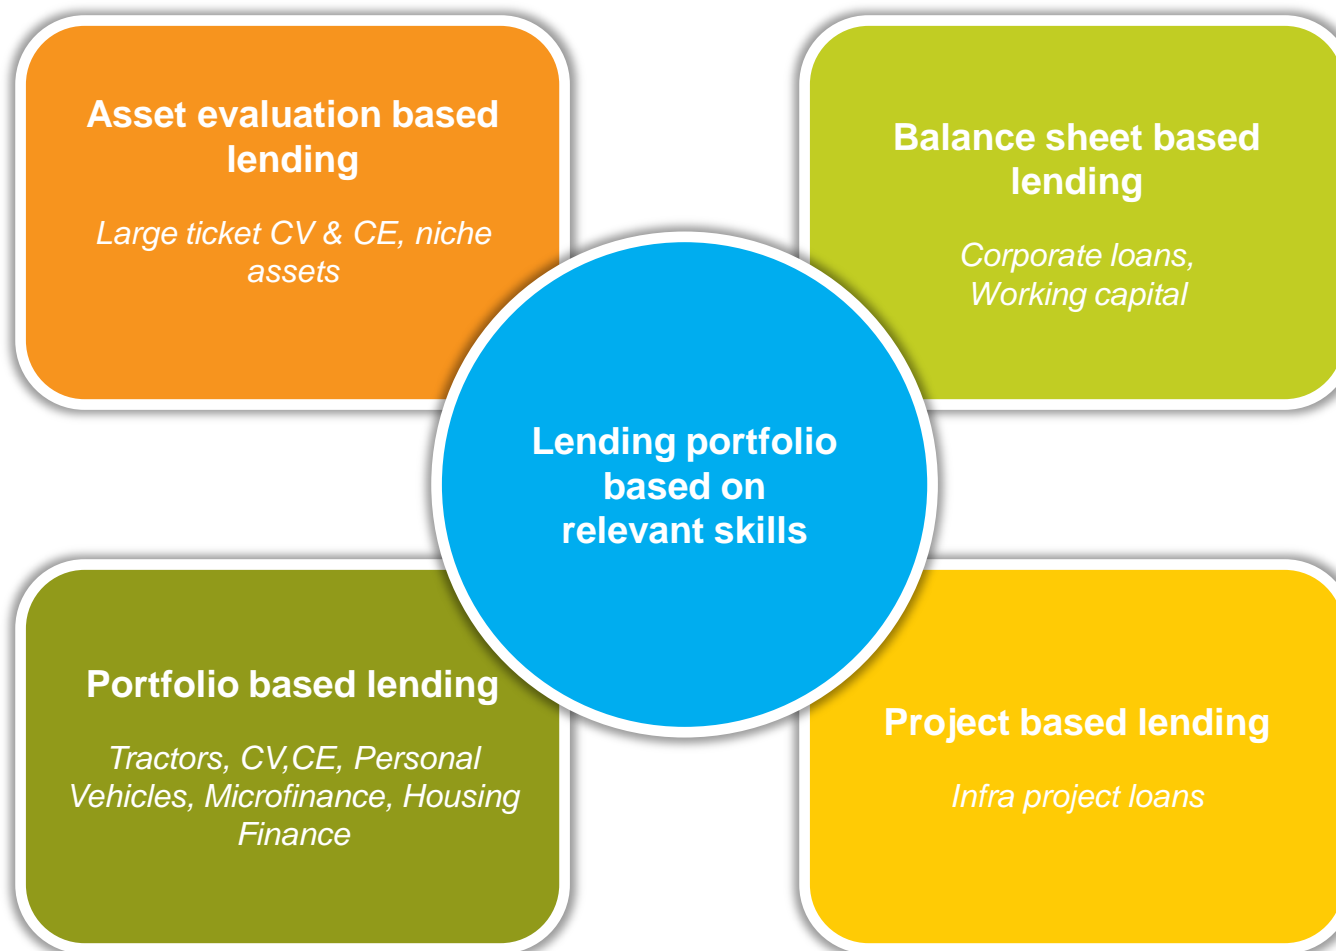 Asset evaluation based
lending
Large ticket CV & CE, niche
assets
Balance sheet based
lending
Corporate loans,
Working capital
Lending portfolio
based on
relevant skills
Portfolio based lending
Tractors, CV,CE, Personal
Vehicles, Microfinance, Housing
Finance
Project based lending
Infra project loans